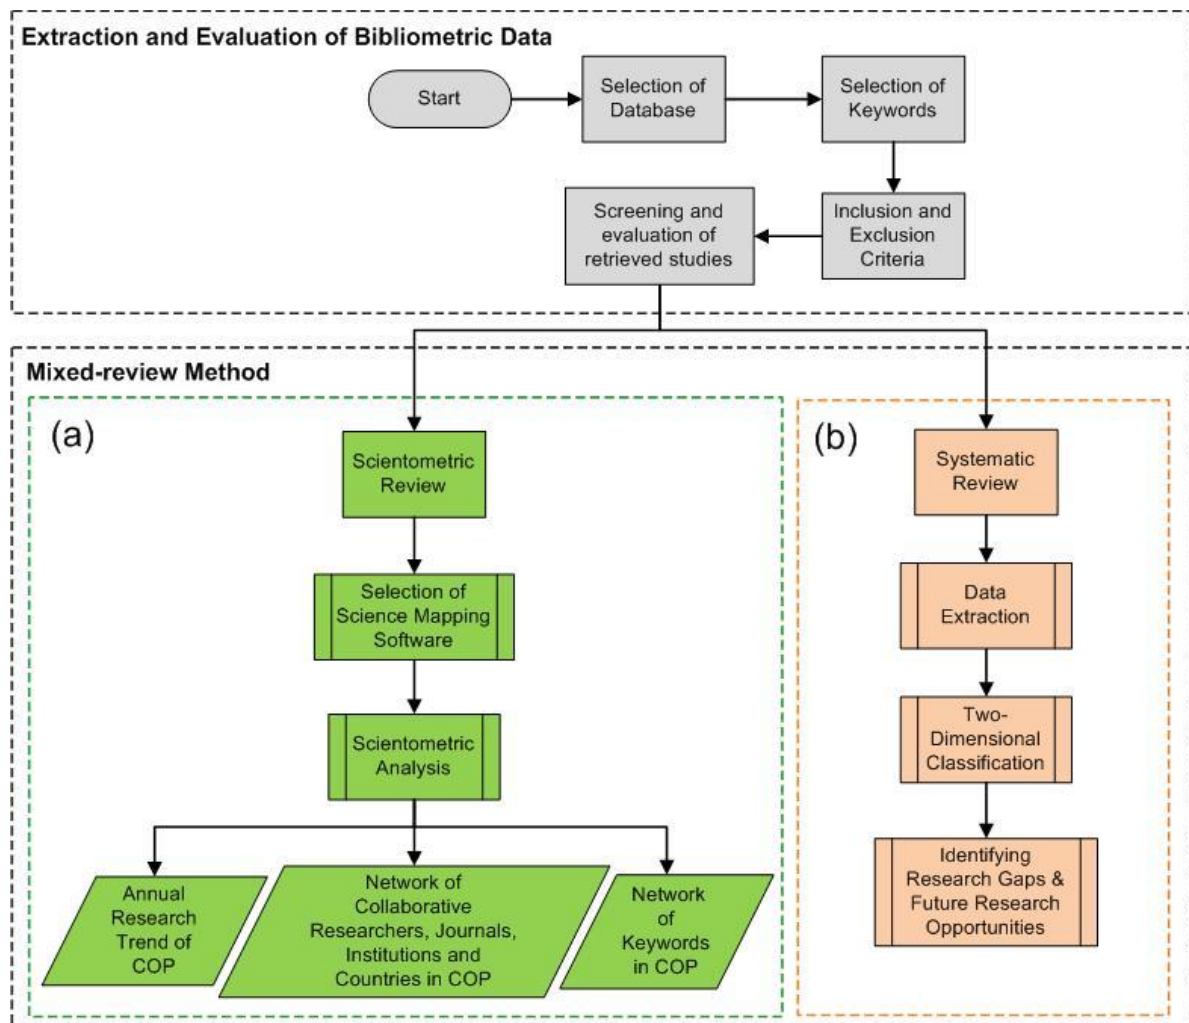 Extraction and Evaluation of Bibliometric Data
Start
Selection of
Database
Selection of
Keywords
Inclusion and
Exclusion
Criteria
Screening and
evaluation of
retrieved studies
Mixed-review Method
(a)
Scientometric
Review
Selection of
Science Mapping
Software
Scientometric
Analysis
Annual
Research
Trend of
COP
Network of
Collaborative
Researchers, Journals,
Institutions and
Countries in COP
Network
of
Keywords
in COP
(b)
Systematic
Review
Data
Extraction
Two-
Dimensional
Classification
Identifying
Research Gaps &
Future Research
Opportunities